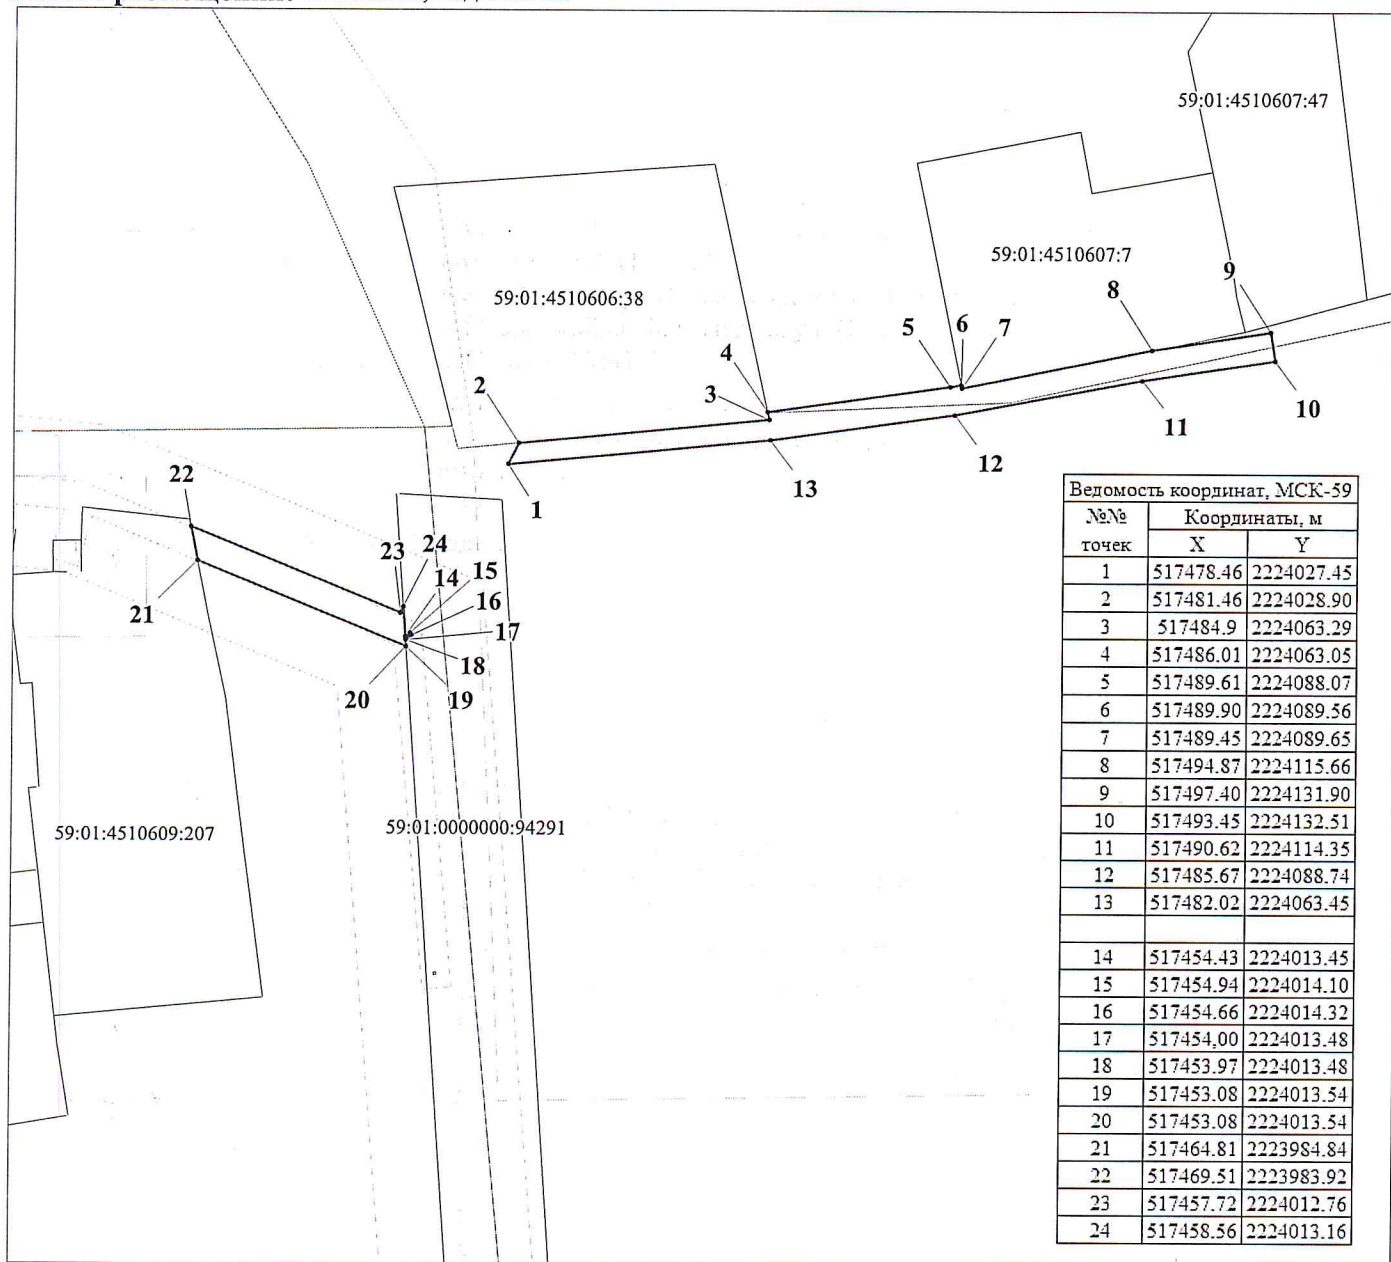 59:01:4510607:47
59:01:4510607:7
59:01:4510606:38
9
8
6
7
5
4
3
2
10
11
12
13
1
22
23
24
14
15
16
17
18
19
20
21
59:01:4510609:207
59:01:0000000:94291
Ведомость координат, МСК-59
№№ точек Координаты, м
X Y
1 517478.46 2224027.45
2 517481.46 2224028.90
3 517484.9 2224063.29
4 517486.01 2224063.05
5 517489.61 2224088.07
6 517489.90 2224089.56
7 517489.45 2224089.65
8 517494.87 2224115.66
9 517497.40 2224131.90
10 517493.45 2224132.51
11 517490.62 2224114.35
12 517485.67 2224088.74
13 517482.02 2224063.45
14 517454.43 2224013.45
15 517454.94 2224014.10
16 517454.66 2224014.32
17 517454,00 2224013.48
18 517453.97 2224013.48
19 517453.08 2224013.54
20 517453.08 2224013.54
21 517464.81 2223984.84
22 517469.51 2223983.92
23 517457.72 2224012.76
24 517458.56 2224013.16